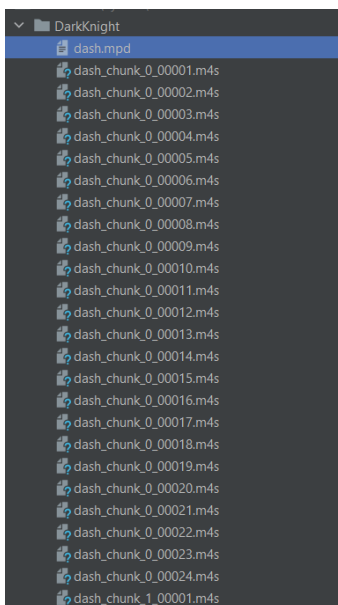 DarkKnight
dash.mpd
dash_chunk_0_00001.m4s
dash_chunk_0_00002.m4s
dash_chunk_0_00003.m4s
dash_chunk_0_00004.m4s
dash_chunk_0_00005.m4s
dash_chunk_0_00006.m4s
dash_chunk_0_00007.m4s
dash_chunk_0_00008.m4s
dash_chunk_0_00009.m4s
dash_chunk_0_00010.m4s
dash_chunk_0_00011.m4s
dash_chunk_0_00012.m4s
dash_chunk_0_00013.m4s
dash_chunk_0_00014.m4s
dash_chunk_0_00015.m4s
dash_chunk_0_00016.m4s
dash_chunk_0_00017.m4s
dash_chunk_0_00018.m4s
dash_chunk_0_00019.m4s
dash_chunk_0_00020.m4s
dash_chunk_0_00021.m4s
dash_chunk_0_00022.m4s
dash_chunk_0_00023.m4s
dash_chunk_0_00024.m4s
dash_chunk_1_00001.m4s